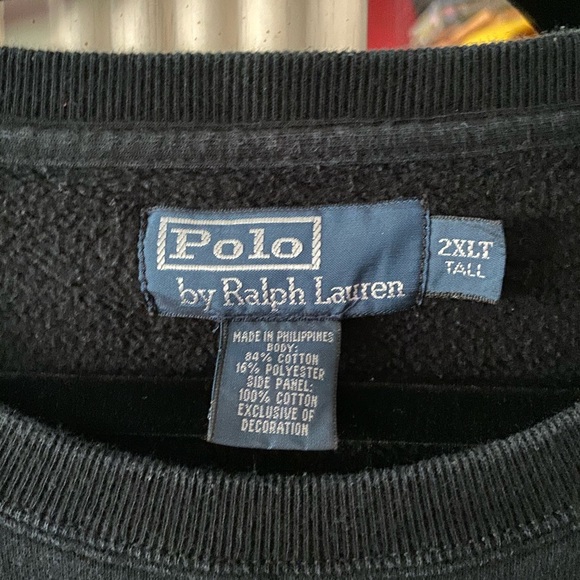 Polo
by Ralph Lauren
2XLT
TALL
MADE IN PHILIPPINES
BODY:
84% COTTON
16% POLYESTER
SIDE PANEL:
100% COTTON
EXCLUSIVE OF
DECORATION